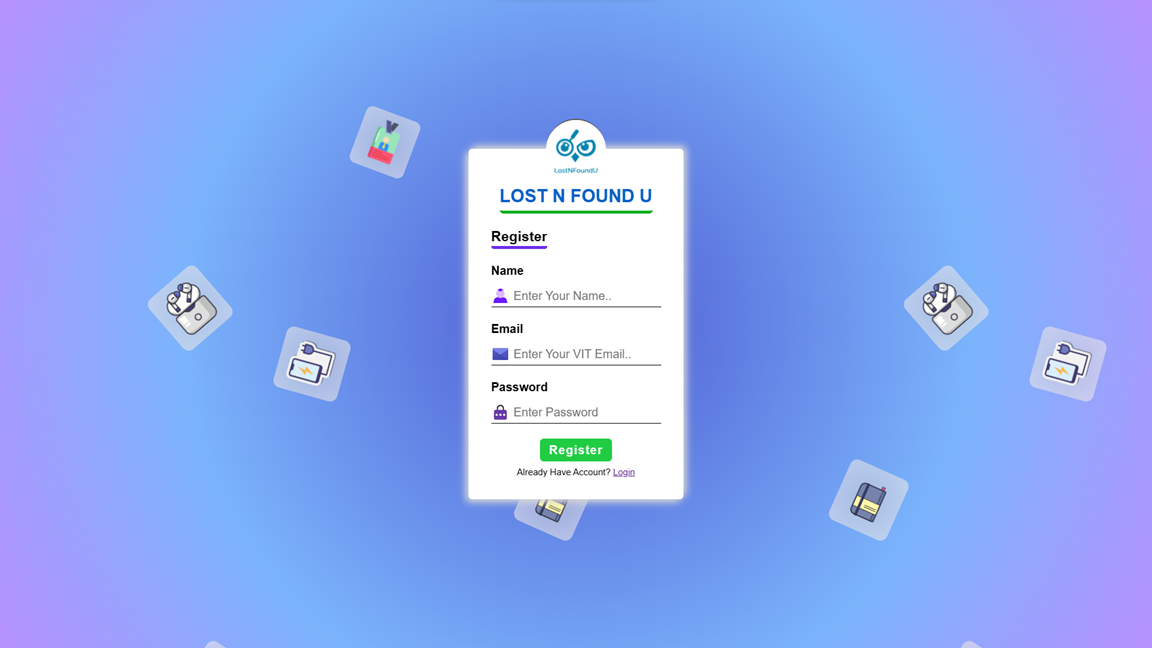 LostNFoundU
LOST N FOUND U
Register
Name
Enter Your Name..
Email
Enter Your VIT Email..
Password
Enter Password
Register
Already Have Account? Login